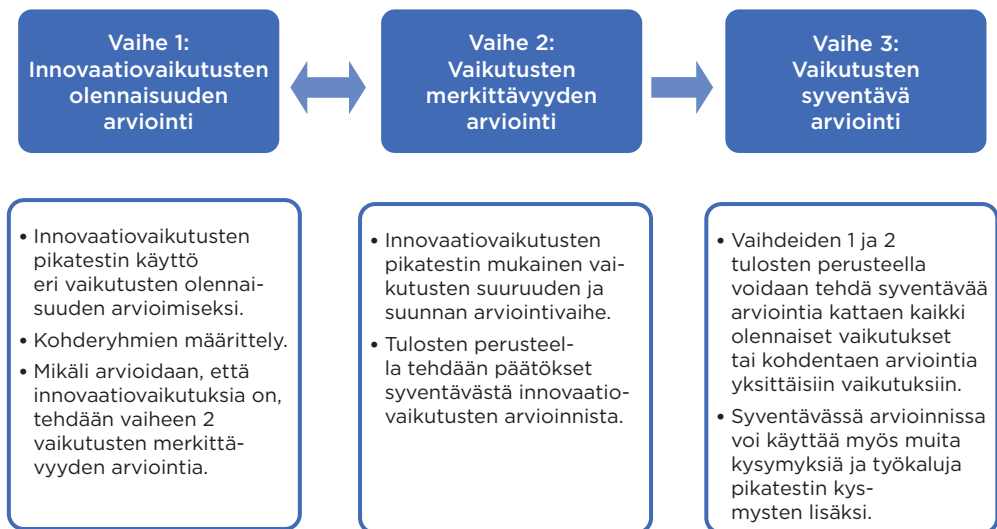 Vaihe 1:
Innovaatiovaikutusten
olennaisuuden
arviointi
Vaihe 2:
Vaikutusten
merkittävyyden
arviointi
Vaihe 3:
Vaikutusten
syventävä
arviointi
• Innovaatiovaikutusten
pikatestin käyttö
eri vaikutusten olennai-
suuden arvioimiseksi.
• Kohderyhmien määrittely.
• Mikäli arvioidaan, että
innovaatiovaikutuksia on,
tehdään vaiheen 2
vaikutusten merkittä-
vyyden arviointia.
• Innovaatiovaikutusten
pikatestin mukainen vai-
kutusten suuruuden ja
suunnan arviointivaihe.
• Tulosten perusteel-
la tehdään päätökset
syventävästä innovaatio-
vaikutusten arvioinnista.
• Vaihdeiden 1 ja 2
tulosten perusteella
voidaan tehdä syventävää
arviointia kattaen kaikki
olennaiset vaikutukset
tai kohdentaen arviointia
yksittäisiin vaikutuksiin.
• Syventävässä arvioinnissa
voi käyttää myös muita
kysymyksiä ja työkaluja
pikatestin kys-
mysten lisäksi.